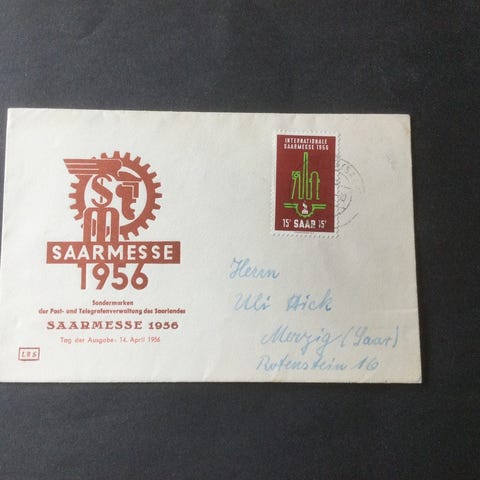 S
M
SAARMESSE
1956
Sondermarken
der Post- und Telegrafenverwaltung des Saarlandes
SAARMESSE 1956
Tag der Ausgabe: 14. April 1956
INTERNATIONALE
SAARMESSE 1956
15F SAAR 15F
Herrn
Uli Hick
Merzig (Saar)
Rotenstein 16